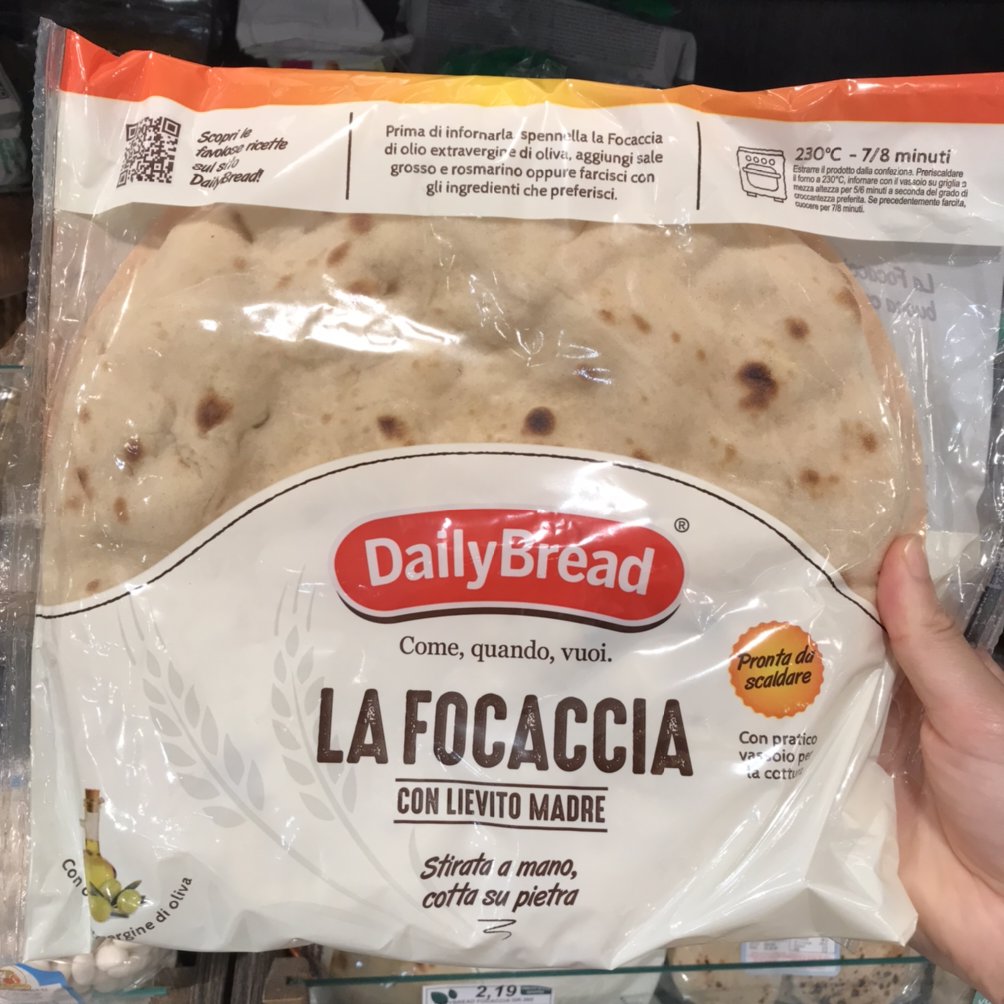 Scopri le
favolose ricette
sul sito
DailyBread!
Prima di infornarla spennella la Focaccia
di olio extravergine di oliva, aggiungi sale
grosso e rosmarino oppure farcisci con
gli ingredienti che preferisci.
230°C - 7/8 minuti
Estrarre il prodotto dalla confezione. Preriscaldare
il forno a 230°C, infornare con il vassoio su griglia a
mezza altezza per 5/6 minuti a seconda del grado di
croccantezza preferita. Se precedentemente farcita,
cuocere per 7/8 minuti.
La Focaccia
DailyBread®
Come, quando, vuoi.
Pronta da
scaldare
LA FOCACCIA
CON LIEVITO MADRE
Con pratico
vassoio per
la cottura
Stirata a mano,
cotta su pietra
Con
di oliva
2,19